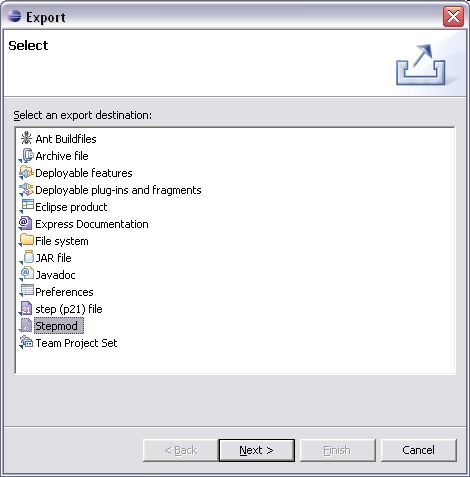 Export
Select
Select an export destination:
Ant Buildfiles
Archive file
Deployable features
Deployable plug-ins and fragments
Eclipse product
Express Documentation
File system
JAR file
Javadoc
Preferences
step (p21) file
Stepmod
Team Project Set
< Back Next > Finish Cancel